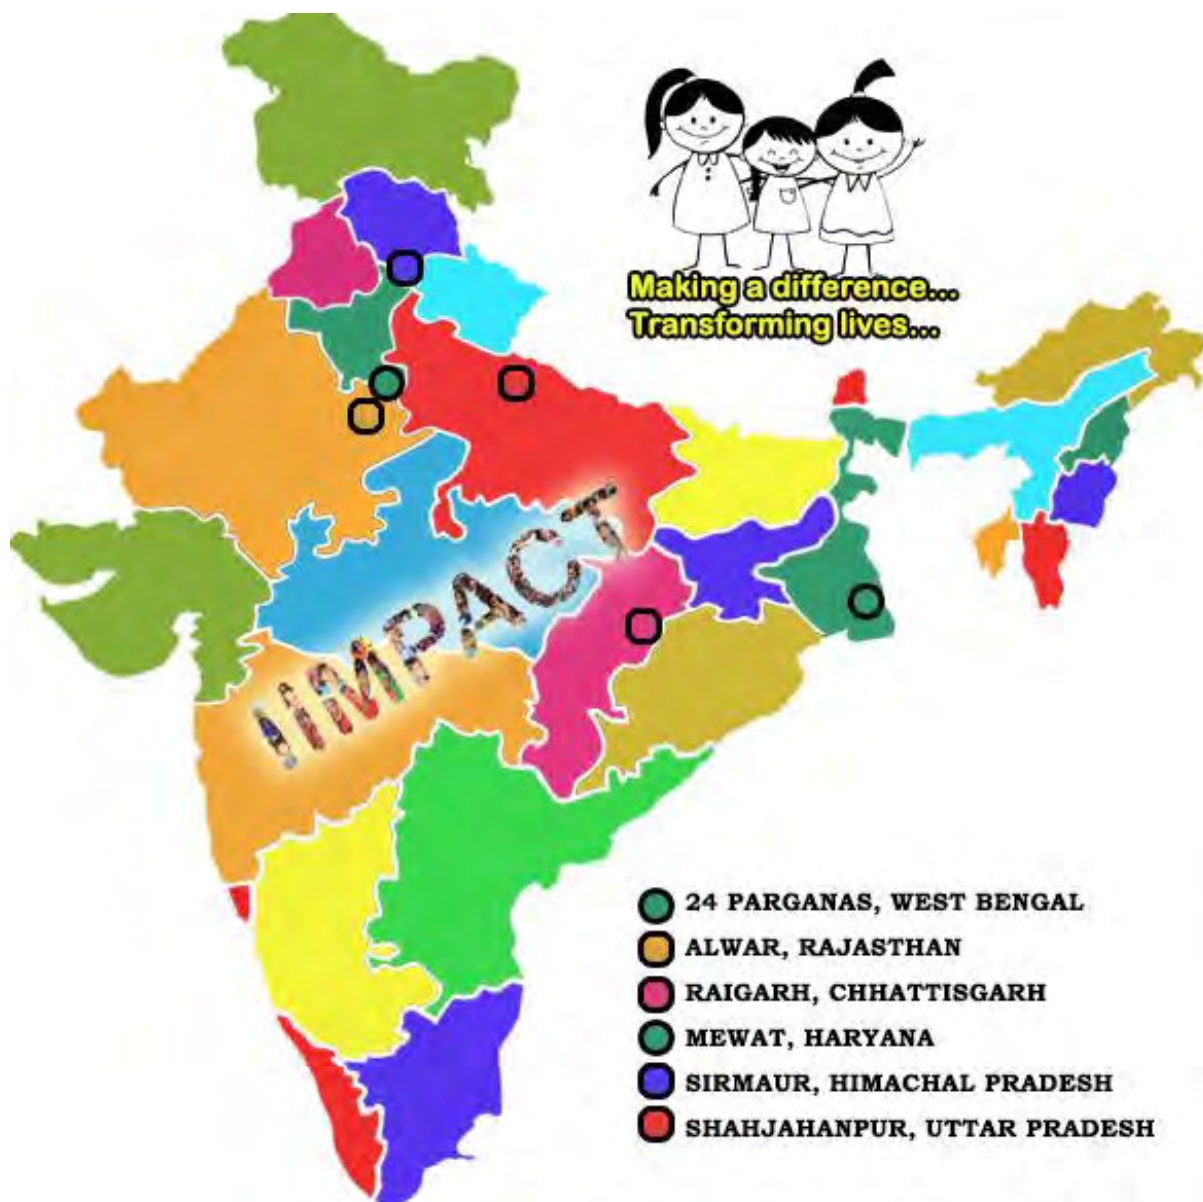 Making a difference...
Transforming lives...
IIMPACT
24 PARGANAS, WEST BENGAL
ALWAR, RAJASTHAN
RAIGARH, CHHATTISGARH
MEWAT, HARYANA
SIRMAUR, HIMACHAL PRADESH
SHAHJAHANPUR, UTTAR PRADESH